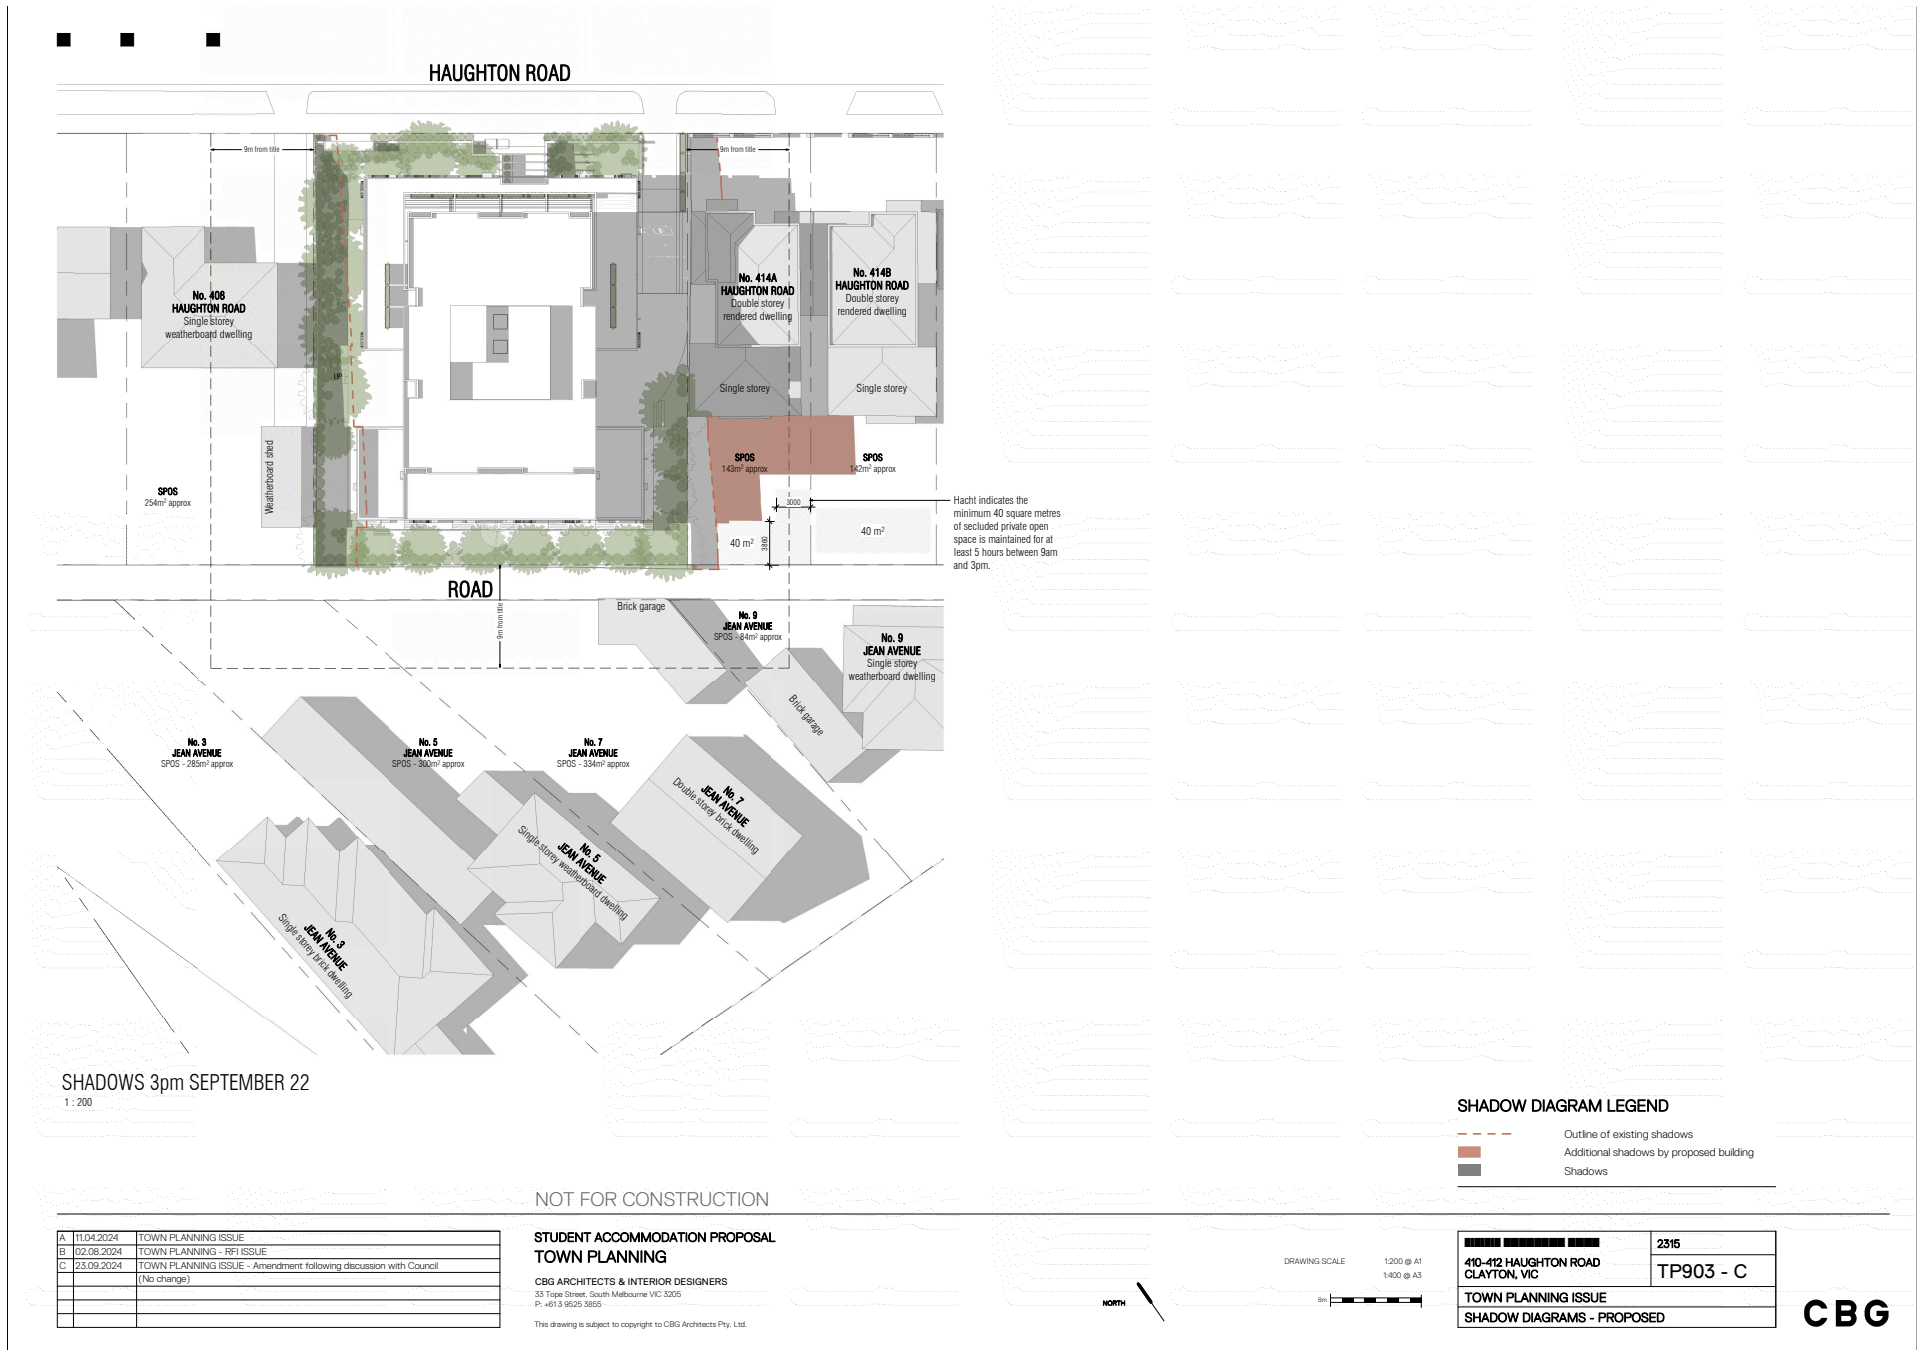 HAUGHTON ROAD
9m from title
9m from title
No. 408
HAUGHTON ROAD
Single storey
weatherboard dwelling
No. 414A
HAUGHTON ROAD
Double storey
rendered dwelling
No. 414B
HAUGHTON ROAD
Double storey
rendered dwelling
UP
Single storey
Single storey
Weatherboard shed
SPOS
254m² approx
SPOS
143m² approx
SPOS
142m² approx
3000
Hacht indicates the
minimum 40 square metres
of secluded private open
space is maintained for at
least 5 hours between 9am
and 3pm.
40 m²
3860
40 m²
ROAD
9m from title
Brick garage
No. 9
JEAN AVENUE
SPOS - 84m² approx
No. 9
JEAN AVENUE
Single storey
weatherboard dwelling
Brick garage
No. 3
JEAN AVENUE
SPOS - 285m² approx
No. 5
JEAN AVENUE
SPOS - 300m² approx
No. 7
JEAN AVENUE
SPOS - 334m² approx
No. 7
JEAN AVENUE
Double storey brick dwelling
No. 5
JEAN AVENUE
Single storey weatherboard dwelling
No. 3
JEAN AVENUE
Single storey brick dwelling
SHADOWS 3pm SEPTEMBER 22
1 : 200
SHADOW DIAGRAM LEGEND
Outline of existing shadows
Additional shadows by proposed building
Shadows
NOT FOR CONSTRUCTION
A 11.04.2024 TOWN PLANNING ISSUE
B 02.08.2024 TOWN PLANNING - RFI ISSUE
C 23.09.2024 TOWN PLANNING ISSUE - Amendment following discussion with Council
(No change)
STUDENT ACCOMMODATION PROPOSAL
TOWN PLANNING
CBG ARCHITECTS & INTERIOR DESIGNERS
33 Tope Street, South Melbourne VIC 3205
P: +61 3 9525 3855
This drawing is subject to copyright to CBG Architects Pty. Ltd.
NORTH
DRAWING SCALE 1:200 @ A1
1:400 @ A3
8m
2315
410-412 HAUGHTON ROAD
CLAYTON, VIC
TP903 - C
TOWN PLANNING ISSUE
SHADOW DIAGRAMS - PROPOSED
CBG